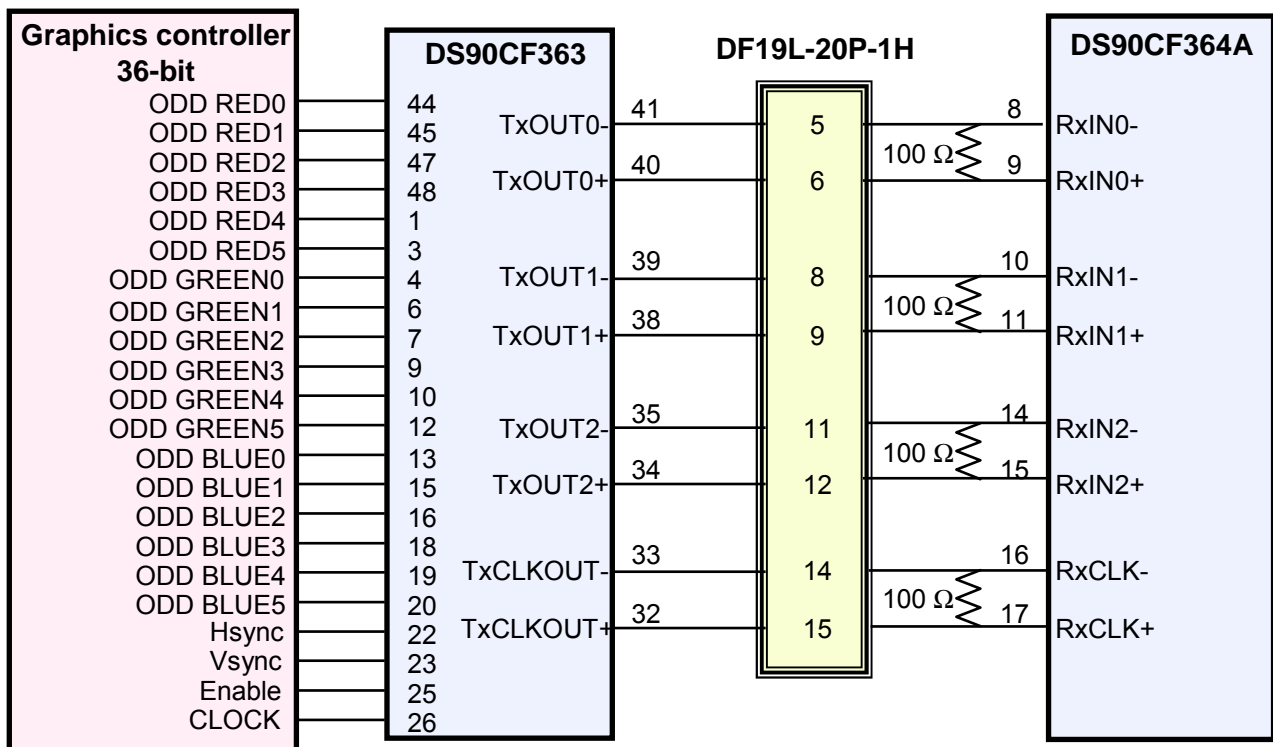 Graphics controller
36-bit
DS90CF363
DF19L-20P-1H
DS90CF364A
ODD RED0 44
ODD RED1 45
ODD RED2 47
ODD RED3 48
ODD RED4 1
ODD RED5 3
ODD GREEN0 4
ODD GREEN1 6
ODD GREEN2 7
ODD GREEN3 9
ODD GREEN4 10
ODD GREEN5 12
ODD BLUE0 13
ODD BLUE1 15
ODD BLUE2 16
ODD BLUE3 18
ODD BLUE4 19
ODD BLUE5 20
Hsync 22
Vsync 23
Enable 25
CLOCK 26
TxOUT0- 41 5 8 RxIN0-
100 Ω
TxOUT0+ 40 6 9 RxIN0+
TxOUT1- 39 8 10 RxIN1-
100 Ω
TxOUT1+ 38 9 11 RxIN1+
TxOUT2- 35 11 14 RxIN2-
100 Ω
TxOUT2+ 34 12 15 RxIN2+
TxCLKOUT- 33 14 16 RxCLK-
100 Ω
TxCLKOUT+ 32 15 17 RxCLK+